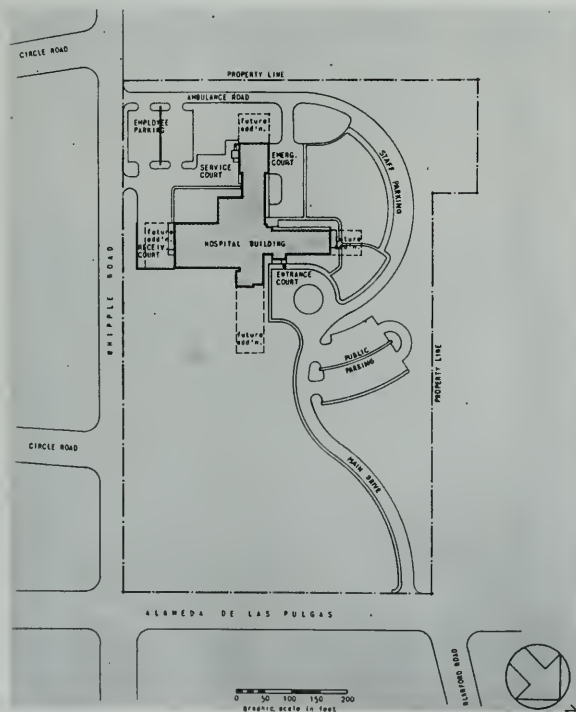 CIRCLE ROAD
PROPERTY LINE
AMBULANCE ROAD
EMPLOYEE
PARKING
future
add'n.
SERVICE
COURT
EMERG.
COURT
STAFF PARKING
future
add'n.
RECEIV.
COURT
HOSPITAL BUILDING
future
add'n.
ENTRANCE
COURT
WHIPPLE ROAD
future
add'n.
PUBLIC
PARKING
PROPERTY LINE
CIRCLE ROAD
MAIN DRIVE
ALAMEDA DE LAS PULGAS
BLANFORD ROAD
0 50 100 200
graphic scale in feet